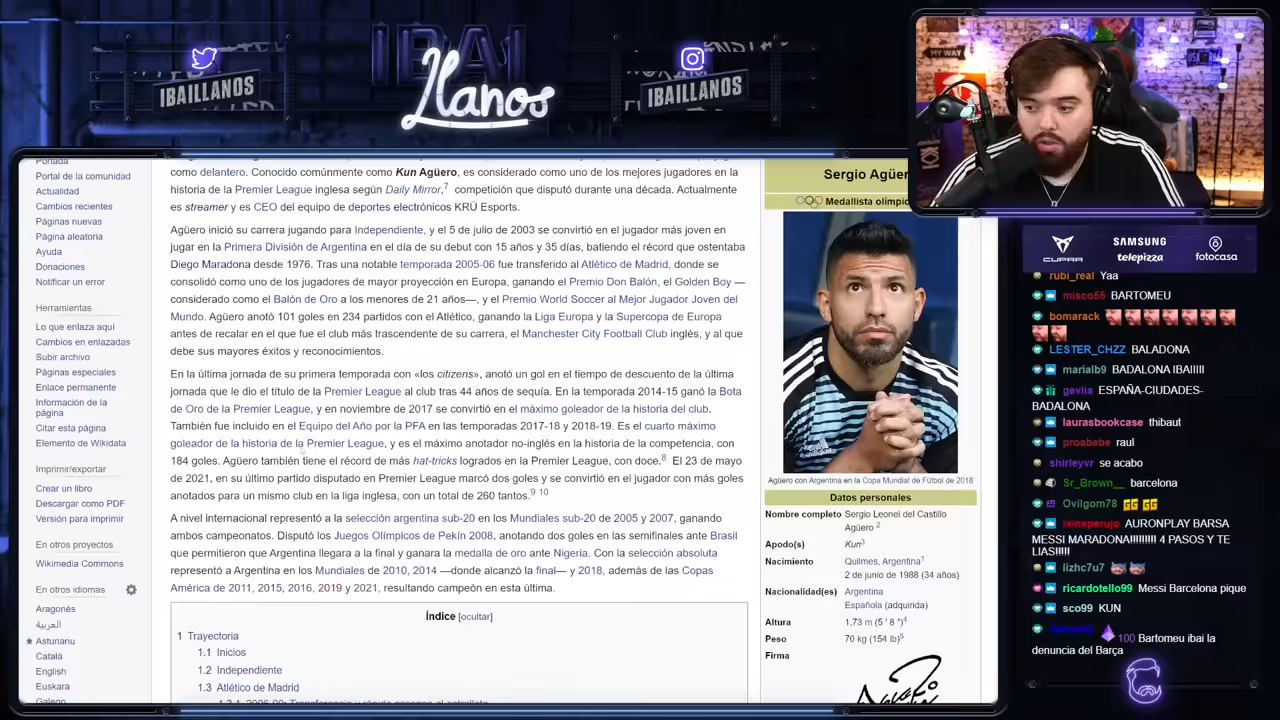 IBAI
Llanos
IBAILLANOS
IBAILLANOS
Portada
Portal de la comunidad
Actualidad
Cambios recientes
Páginas nuevas
Página aleatoria
Ayuda
Donaciones
Notificar un error
Herramientas
Lo que enlaza aquí
Cambios en enlazadas
Subir archivo
Páginas especiales
Enlace permanente
Información de la
página
Citar esta página
Elemento de Wikidata
Imprimir/exportar
Crear un libro
Descargar como PDF
Versión para imprimir
En otros proyectos
Wikimedia Commons
En otros idiomas
Aragonés
العربية
Asturianu
Català
English
Euskara
Galego
como delantero. Conocido comúnmente como Kun Agüero, es considerado como uno de los mejores jugadores en la
historia de la Premier League inglesa según Daily Mirror,7 competición que disputó durante una década. Actualmente
es streamer y es CEO del equipo de deportes electrónicos KRÜ Esports.
Agüero inició su carrera jugando para Independiente, y el 5 de julio de 2003 se convirtió en el jugador más joven en
jugar en la Primera División de Argentina en el día de su debut con 15 años y 35 días, batiendo el récord que ostentaba
Diego Maradona desde 1976. Tras una notable temporada 2005-06 fue transferido al Atlético de Madrid, donde se
consolidó como uno de los jugadores de mayor proyección en Europa, ganando el Premio Don Balón, el Golden Boy —
considerado como el Balón de Oro a los menores de 21 años—, y el Premio World Soccer al Mejor Jugador Joven del
Mundo. Agüero anotó 101 goles en 234 partidos con el Atlético, ganando la Liga Europa y la Supercopa de Europa
antes de recalar en el que fue el club más trascendente de su carrera, el Manchester City Football Club inglés, y al que
debe sus mayores éxitos y reconocimientos.
En la última jornada de su primera temporada con «los citizens», anotó un gol en el tiempo de descuento de la última
jornada que le dio el título de la Premier League al club tras 44 años de sequía. En la temporada 2014-15 ganó la Bota
de Oro de la Premier League, y en noviembre de 2017 se convirtió en el máximo goleador de la historia del club.
También fue incluido en el Equipo del Año por la PFA en las temporadas 2017-18 y 2018-19. Es el cuarto máximo
goleador de la historia de la Premier League, y es el máximo anotador no-inglés en la historia de la competencia, con
184 goles. Agüero también tiene el récord de más hat-tricks logrados en la Premier League, con doce.8 El 23 de mayo
de 2021, en su último partido disputado en Premier League marcó dos goles y se convirtió en el jugador con más goles
anotados para un mismo club en la liga inglesa, con un total de 260 tantos.9 10
A nivel internacional representó a la selección argentina sub-20 en los Mundiales sub-20 de 2005 y 2007, ganando
ambos campeonatos. Disputó los Juegos Olímpicos de Pekín 2008, anotando dos goles en las semifinales ante Brasil
que permitieron que Argentina llegara a la final y ganara la medalla de oro ante Nigeria. Con la selección absoluta
representó a Argentina en los Mundiales de 2010, 2014 —donde alcanzó la final— y 2018, además de las Copas
América de 2011, 2015, 2016, 2019 y 2021, resultando campeón en esta última.
Índice [ocultar]
1 Trayectoria
1.1 Inicios
1.2 Independiente
1.3 Atlético de Madrid
Sergio Agüer
Medallista olímpic
Agüero con Argentina en la Copa Mundial de Fútbol de 2018
Datos personales
Nombre completo Sergio Leonel del Castillo
Agüero 2
Apodo(s) Kun3
Nacimiento Quilmes, Argentina1
2 de junio de 1988 (34 años)
Nacionalidad(es) Argentina
Española (adquirida)
Altura 1,73 m (5 ' 8 ")4
Peso 70 kg (154 lb)5
Firma
CUPRA
SAMSUNG
telepizza
fotocasa
rubi_real Yaa
misco55 BARTOMEU
bomarack
LESTER_CHZZ BALADONA
marialb9 BADALONA IBAIIIII
gevlia ESPAÑA-CIUDADES-
BADALONA
laurasbookcase thibaut
proabebe raul
shirleyvr se acabo
Sr_Brown__ barcelona
Ovilgom78 GG GG
ixinxperujo AURONPLAY BARSA
MESSI MARADONA!!!!!!!!! 4 PASOS Y TE
LIAS!!!!!
lizhc7u7
ricardotello99 Messi Barcelona pique
sco99 KUN
100 Bartomeu ibai la
denuncia del Barça